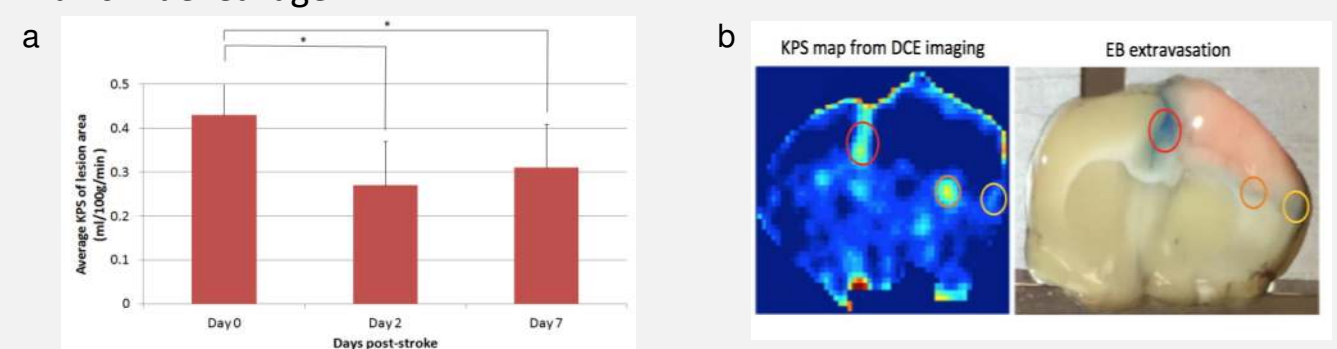 a
*
*
0.5
0.4
0.3
0.2
0.1
0
Average KPS of lesion area
(ml/100g/min )
Day 0
Day 2
Day 7
Days post-stroke
b
KPS map from DCE imaging
EB extravasation